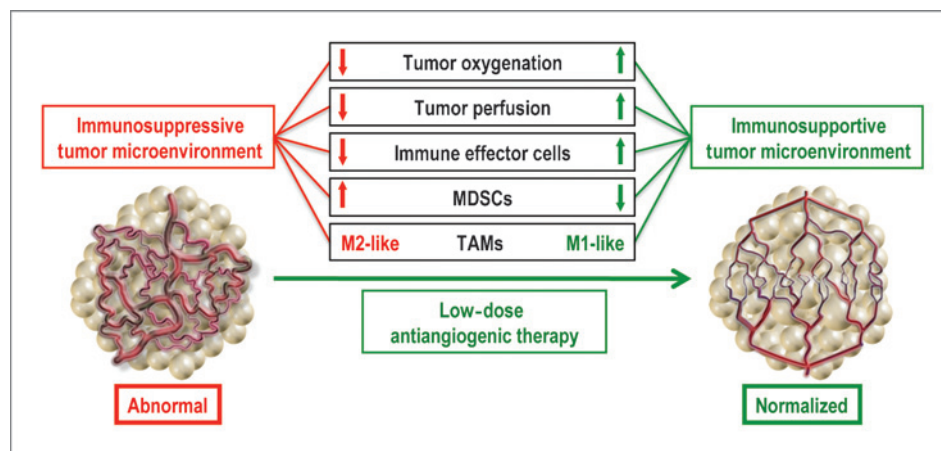 Tumor oxygenation
Tumor perfusion
Immune effector cells
MDSCs
M2-like TAMs M1-like
Immunosuppressive
tumor microenvironment
Immunosupportive
tumor microenvironment
Low-dose
antiangiogenic therapy
Abnormal
Normalized